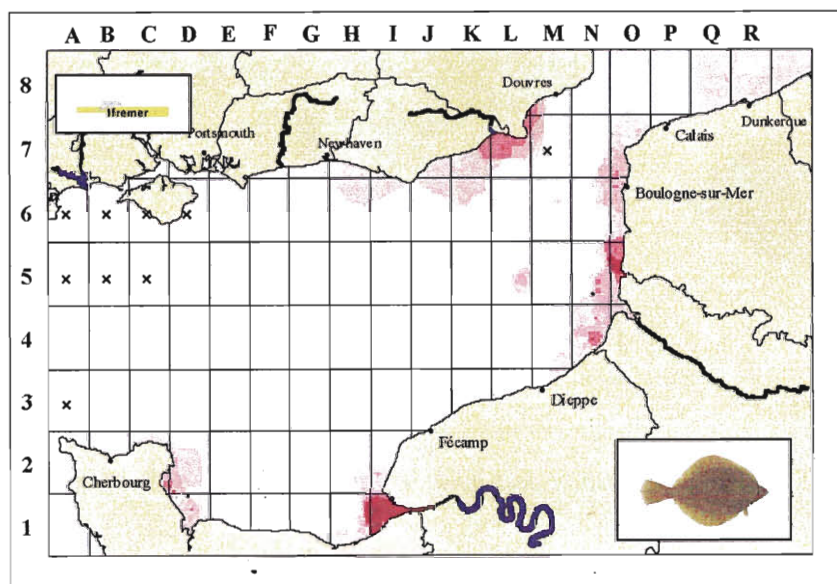 A B C D E F G H I J K L M N O P Q R
8
Douvres
Ifremer
Dunkerque
Portsmouth
Calais
7
Newhaven
Boulogne-sur-Mer
6
5
4
3
Dieppe
Fécamp
2
Cherbourg
1